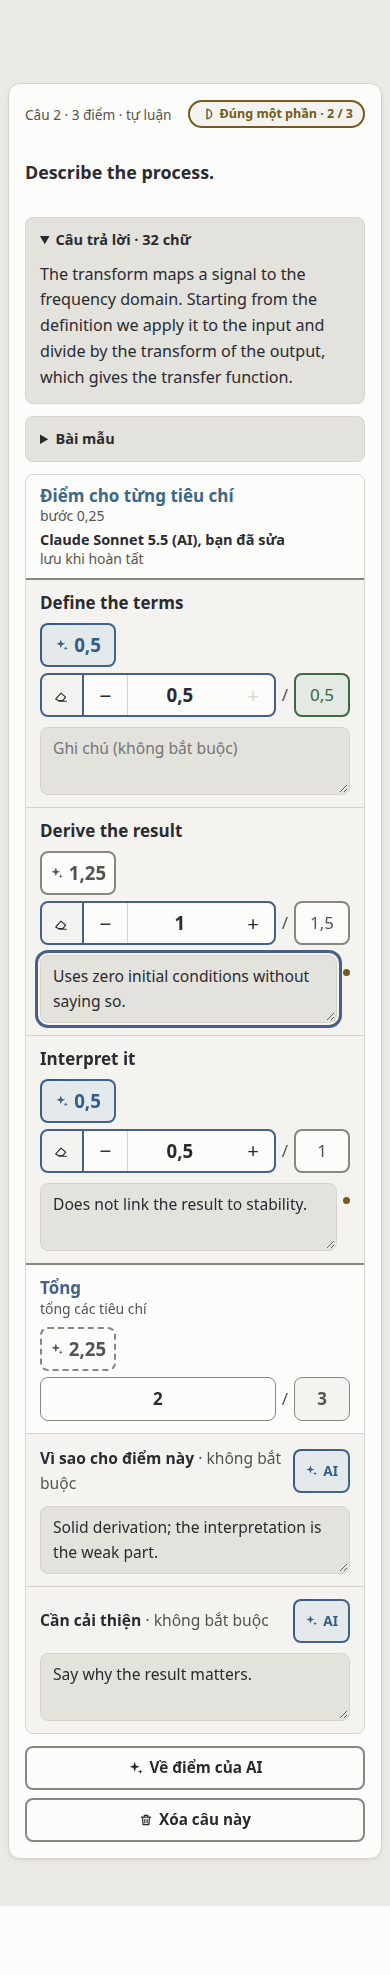 Câu 2 · 3 điểm · tự luận
Đúng một phần · 2 / 3
Describe the process.
Câu trả lời · 32 chữ
The transform maps a signal to the
frequency domain. Starting from the
definition we apply it to the input and
divide by the transform of the output,
which gives the transfer function.
Bài mẫu
Điểm cho từng tiêu chí
bước 0,25
Claude Sonnet 5.5 (AI), bạn đã sửa
lưu khi hoàn tất
Define the terms
0,5
− 0,5 + / 0,5
Ghi chú (không bắt buộc)
Derive the result
1,25
− 1 + / 1,5
Uses zero initial conditions without
saying so.
Interpret it
0,5
− 0,5 + / 1
Does not link the result to stability.
Tổng
tổng các tiêu chí
2,25
2 / 3
Vì sao cho điểm này · không bắt
buộc
AI
Solid derivation; the interpretation is
the weak part.
Cần cải thiện · không bắt buộc
AI
Say why the result matters.
Về điểm của AI
Xóa câu này